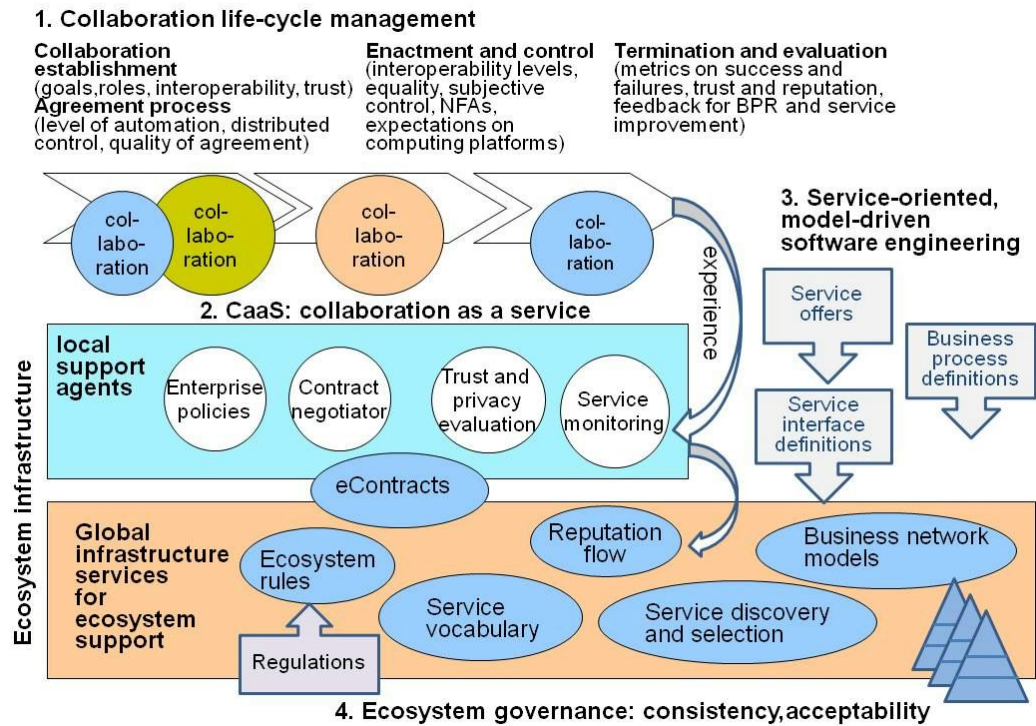 1. Collaboration life-cycle management
Collaboration
establishment
(goals,roles, interoperability, trust)
Agreement process
(level of automation, distributed
control, quality of agreement)
Enactment and control
(interoperability levels,
equality, subjective
control, NFAs,
expectations on
computing platforms)
Termination and evaluation
(metrics on success and
failures, trust and reputation,
feedback for BPR and service
improvement)
col-
labo-
ration
col-
labo-
ration
col-
labo-
ration
col-
labo-
ration
experience
3. Service-oriented,
model-driven
software engineering
Service
offers
Business
process
definitions
Service
interface
definitions
2. CaaS: collaboration as a service
Ecosystem infrastructure
local
support
agents
Enterprise
policies
Contract
negotiator
Trust and
privacy
evaluation
Service
monitoring
eContracts
Global
infrastructure
services
for
ecosystem
support
Ecosystem
rules
Reputation
flow
Business network
models
Service
vocabulary
Service discovery
and selection
Regulations
4. Ecosystem governance: consistency,acceptability